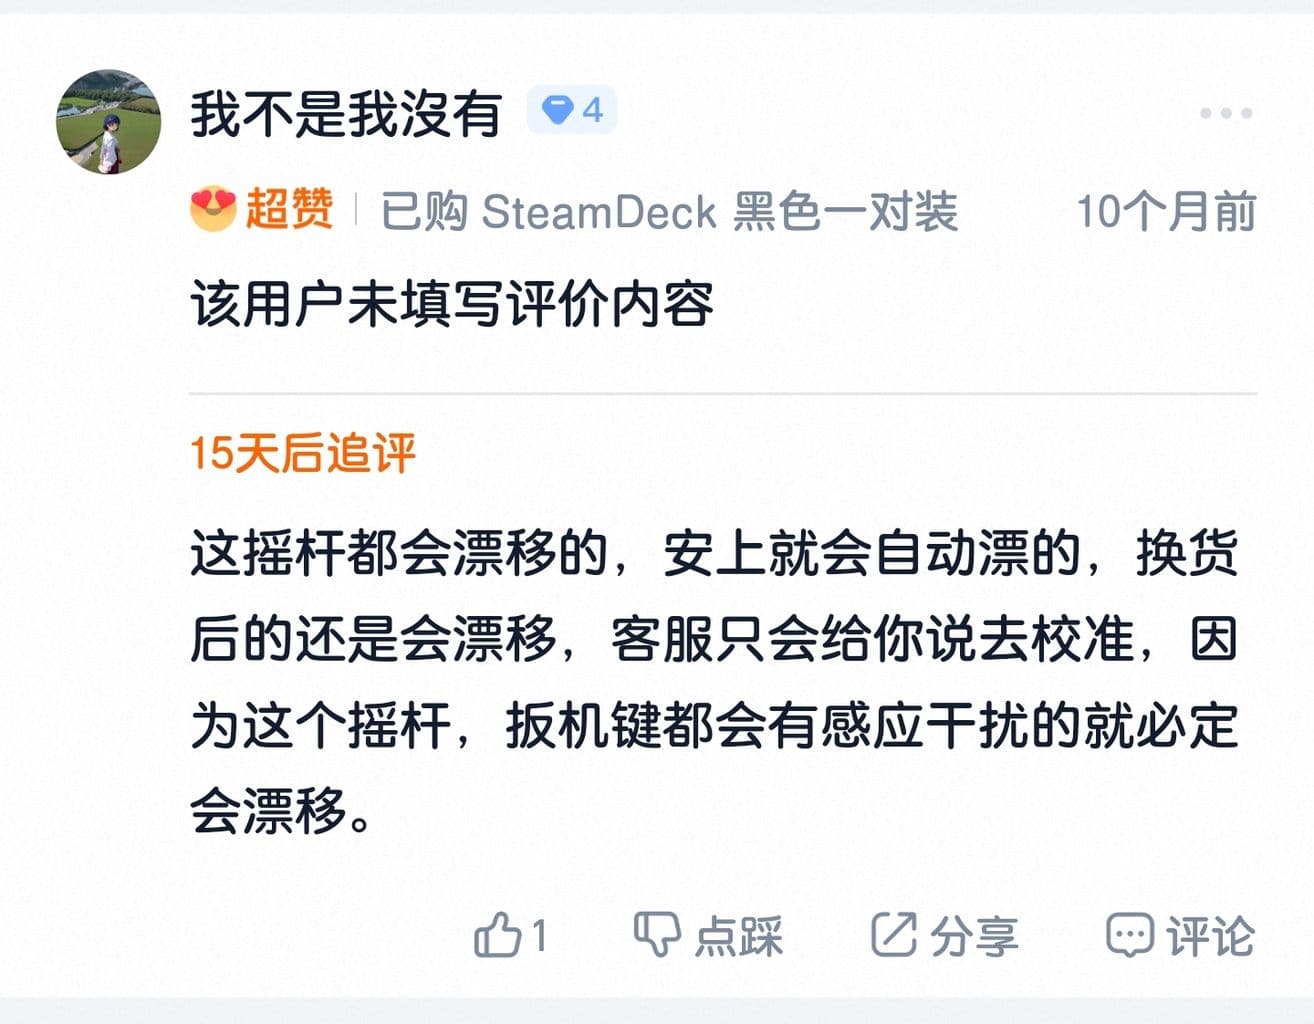 我不是我沒有 4
超赞 已购 SteamDeck 黑色一对装 10个月前
该用户未填写评价内容
15天后追评
这摇杆都会漂移的，安上就会自动漂的，换货
后的还是会漂移，客服只会给你说去校准，因
为这个摇杆，扳机键都会有感应干扰的就必定
会漂移。
1 点踩 分享 评论